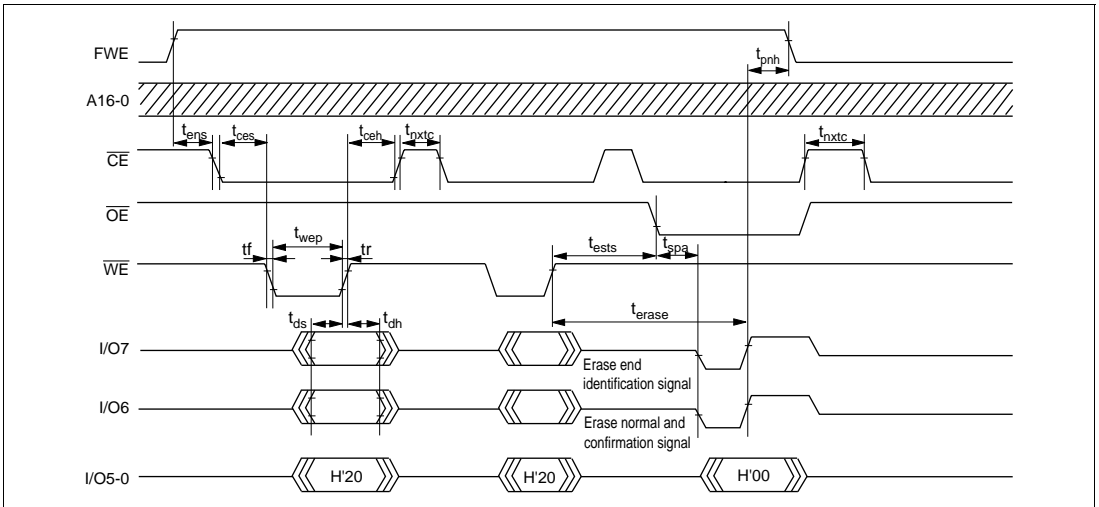 FWE
t_pnh
A16-0
t_ens t_ces t_ceh t_nxtc t_nxtc
CE
OE
t_wep
tf tr t_ests t_spa
WE
t_ds t_dh t_erase
I/O7
Erase end
identification signal
I/O6
Erase normal and
confirmation signal
I/O5-0 H'20 H'20 H'00